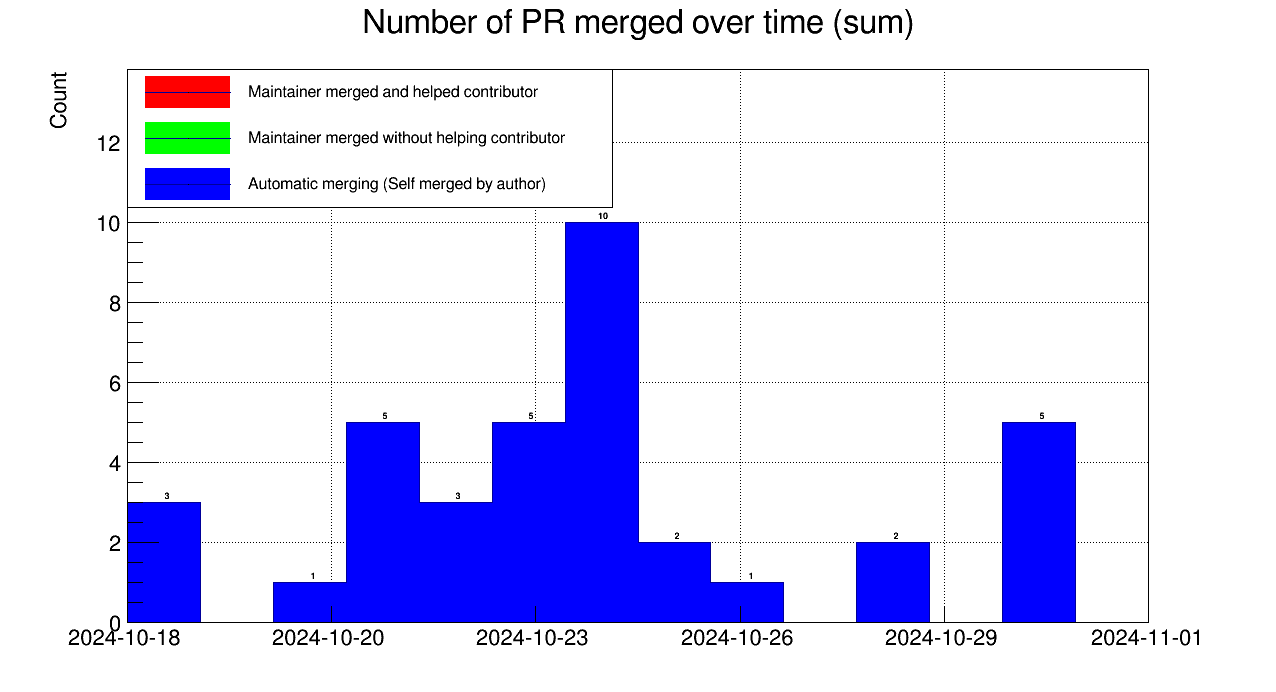 Number of PR merged over time (sum)
Count
Maintainer merged and helped contributor
Maintainer merged without helping contributor
Automatic merging (Self merged by author)
12
10
8
6
4
2
0
3
1
5
3
5
10
2
1
2
5
2024-10-18 2024-10-20 2024-10-23 2024-10-26 2024-10-29 2024-11-01